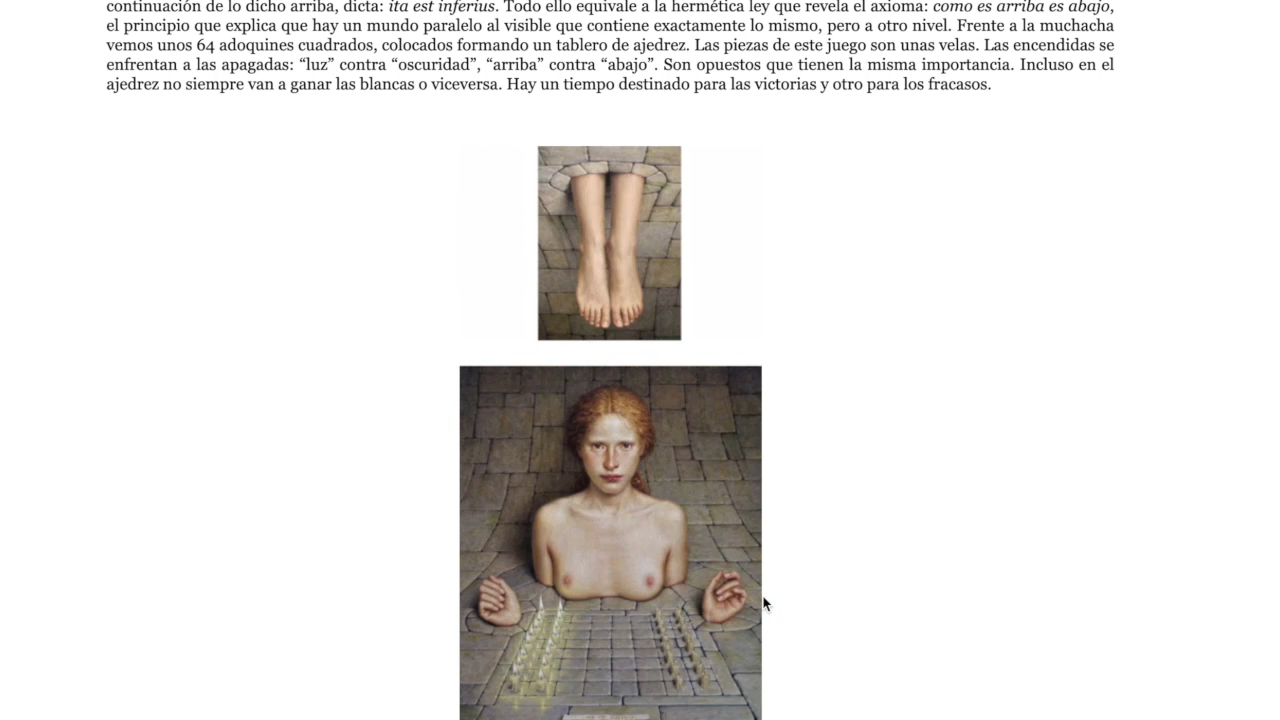 continuación de lo dicho arriba, dicta: ita est inferius. Todo ello equivale a la hermética ley que revela el axioma: como es arriba es abajo,
el principio que explica que hay un mundo paralelo al visible que contiene exactamente lo mismo, pero a otro nivel. Frente a la muchacha
vemos unos 64 adoquines cuadrados, colocados formando un tablero de ajedrez. Las piezas de este juego son unas velas. Las encendidas se
enfrentan a las apagadas: “luz” contra “oscuridad”, “arriba” contra “abajo”. Son opuestos que tienen la misma importancia. Incluso en el
ajedrez no siempre van a ganar las blancas o viceversa. Hay un tiempo destinado para las victorias y otro para los fracasos.